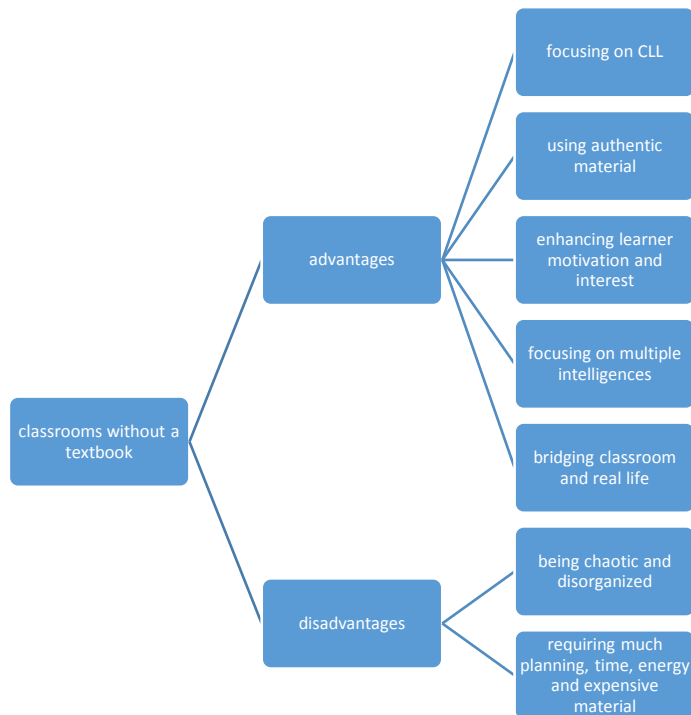 focusing on CLL
using authentic
material
enhancing learner
motivation and
interest
advantages
focusing on multiple
intelligences
classrooms without a
textbook
bridging classroom
and real life
being chaotic and
disorganized
disadvantages
requiring much
planning, time, energy
and expensive
material